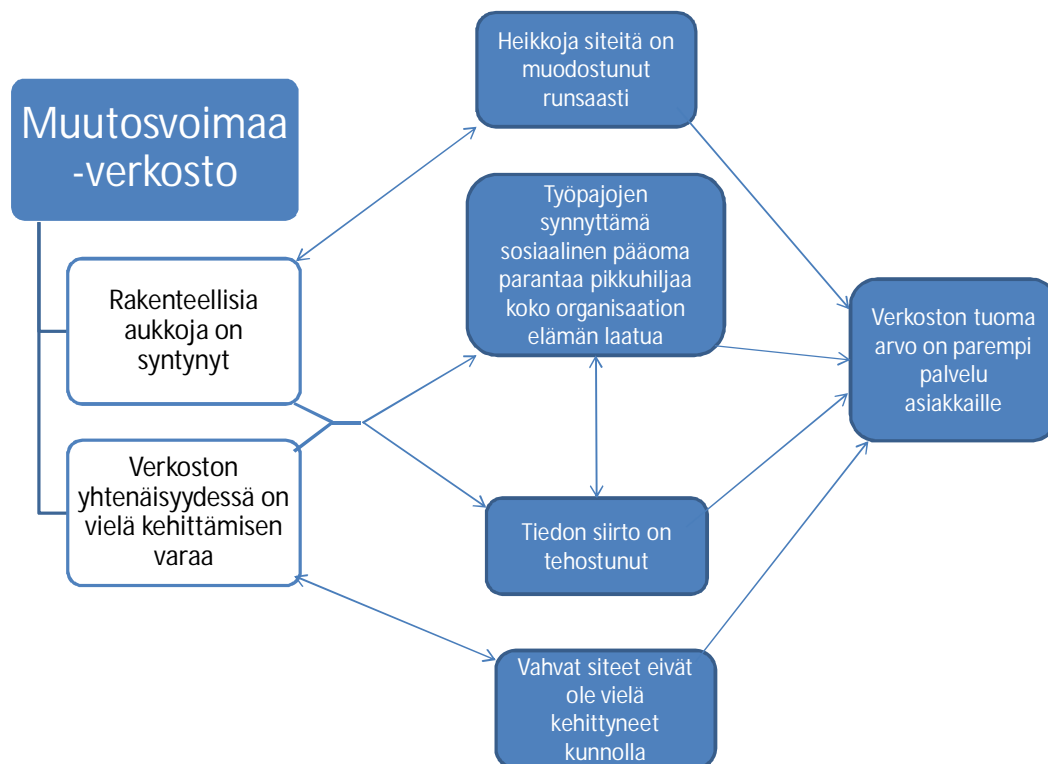 Muutosvoimaa
-verkosto
Rakenteellisia
aukkoja on
syntynyt
Verkoston
yhtenäisyydessä on
vielä kehittämisen
varaa
Heikkoja siteitä on
muodostunut
runsaasti
Työpajojen
synnyttämä
sosiaalinen pääoma
parantaa pikkuhiljaa
koko organisaation
elämän laatua
Tiedon siirto on
tehostunut
Vahvat siteet eivät
ole vielä
kehittyneet
kunnolla
Verkoston tuoma
arvo on parempi
palvelu
asiakkaille